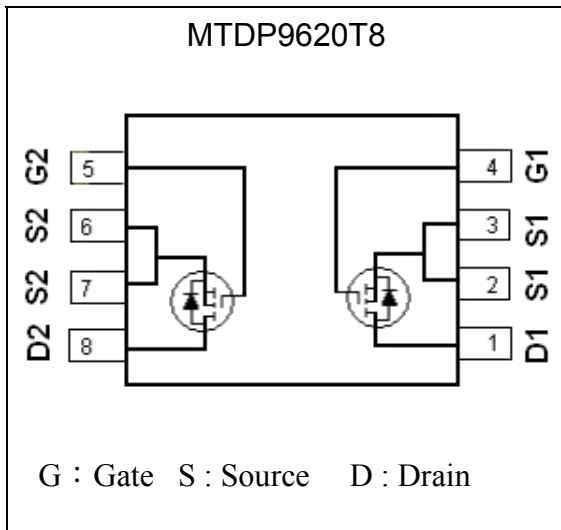 MTDP9620T8
G2 5 4 G1
S2 6 3 S1
S2 7 2 S1
D2 8 1 D1
G：Gate S : Source D : Drain